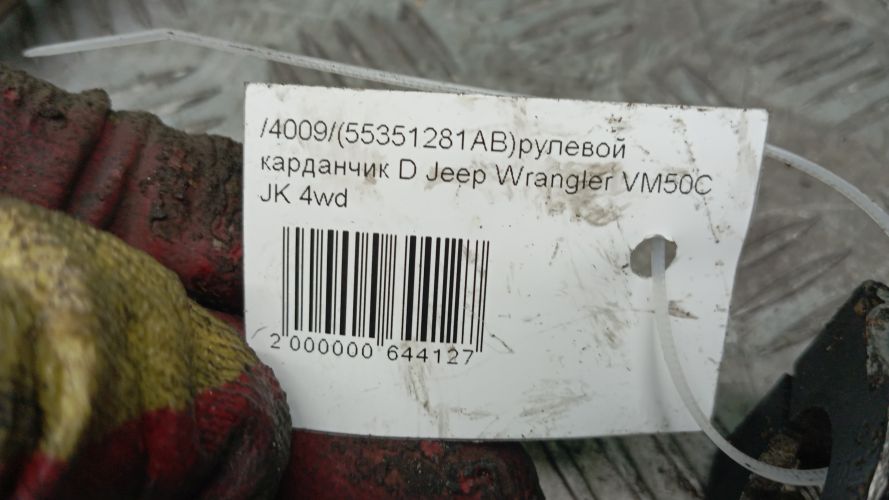 /4009/(55351281AB)рулевой
карданчик D Jeep Wrangler VM50C
JK 4wd
2 000000 644127